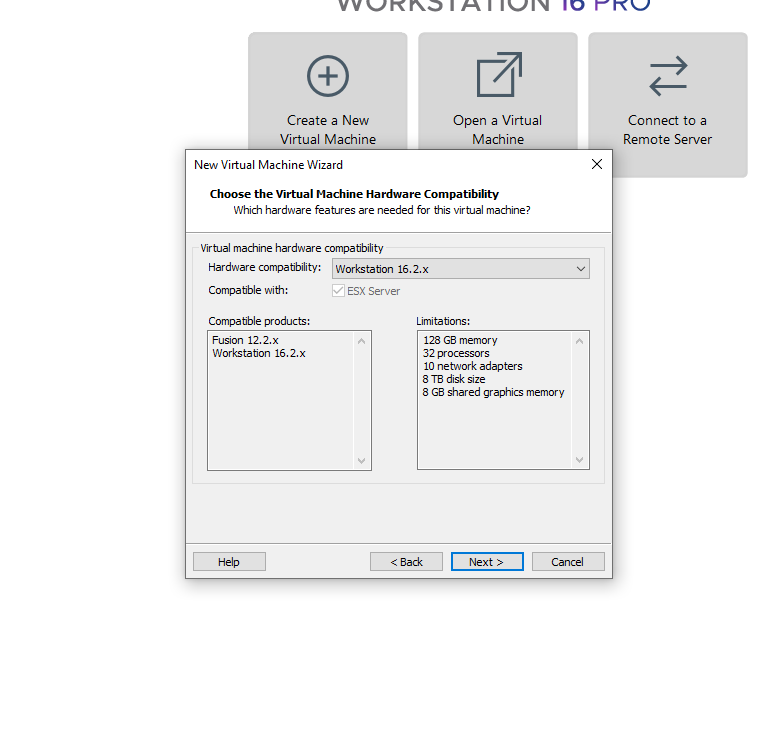 WORKSTATION 16 PRO
Create a New
Virtual Machine
Open a Virtual
Machine
Connect to a
Remote Server
New Virtual Machine Wizard
Choose the Virtual Machine Hardware Compatibility
Which hardware features are needed for this virtual machine?
Virtual machine hardware compatibility
Hardware compatibility: Workstation 16.2.x
Compatible with: ESX Server
Compatible products:
Fusion 12.2.x
Workstation 16.2.x
Limitations:
128 GB memory
32 processors
10 network adapters
8 TB disk size
8 GB shared graphics memory
Help
< Back
Next >
Cancel